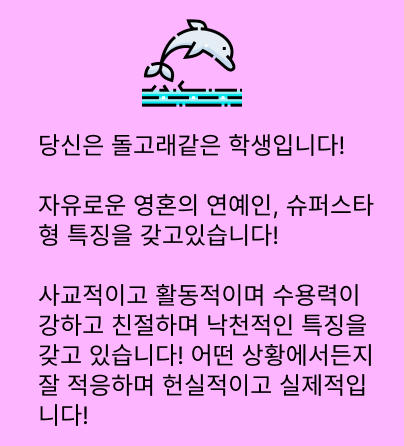 당신은 돌고래같은 학생입니다!
자유로운 영혼의 연예인, 슈퍼스타
형 특징을 갖고있습니다!
사교적이고 활동적이며 수용력이
강하고 친절하며 낙천적인 특징을
갖고 있습니다! 어떤 상황에서든지
잘 적응하며 헌실적이고 실제적입
니다!